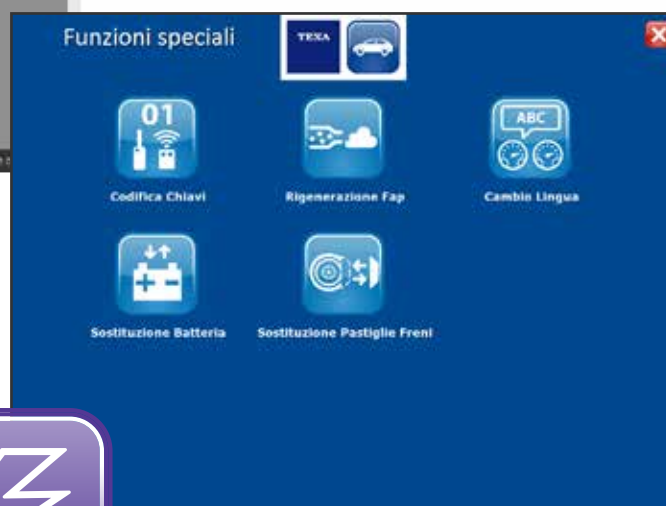 Funzioni speciali
TEXA
01
ABC
Codifica Chiavi
Rigenerazione Fap
Cambio Lingua
Sostituzione Batteria
Sostituzione Pastiglie Freni